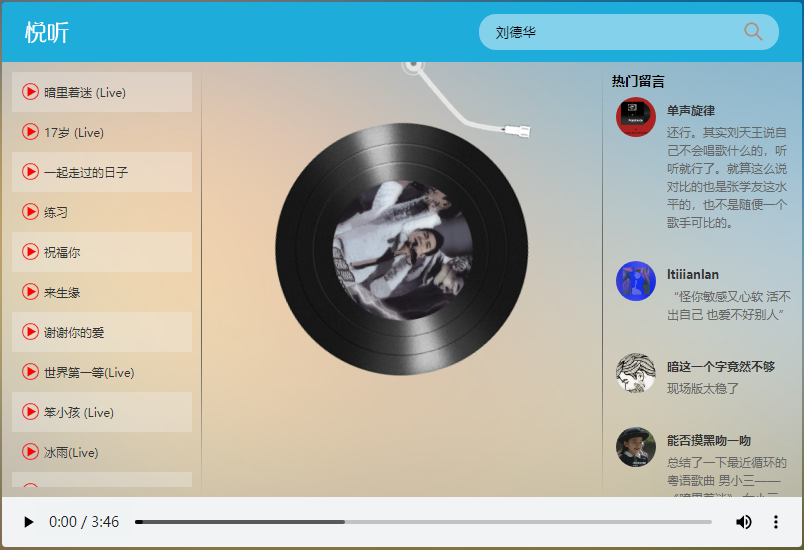 悦听
刘德华
暗里着迷 (Live)
17岁 (Live)
一起走过的日子
练习
祝福你
来生缘
谢谢你的爱
世界第一等(Live)
笨小孩 (Live)
冰雨(Live)
热门留言
单声旋律
还行。其实刘天王说自
己不会唱歌什么的，听
听就行了。就算这么说
对比的也是张学友这水
平的，也不随便一个
歌手可比的。
ltiiianlan
“怪你敏感又心软 活不
出自己 也爱不好别人”
暗这一个字竟然不够
现场版太稳了
能否摸黑吻一吻
总结了一下最近循环的
粤语歌曲 男小三——
0:00 / 3:46